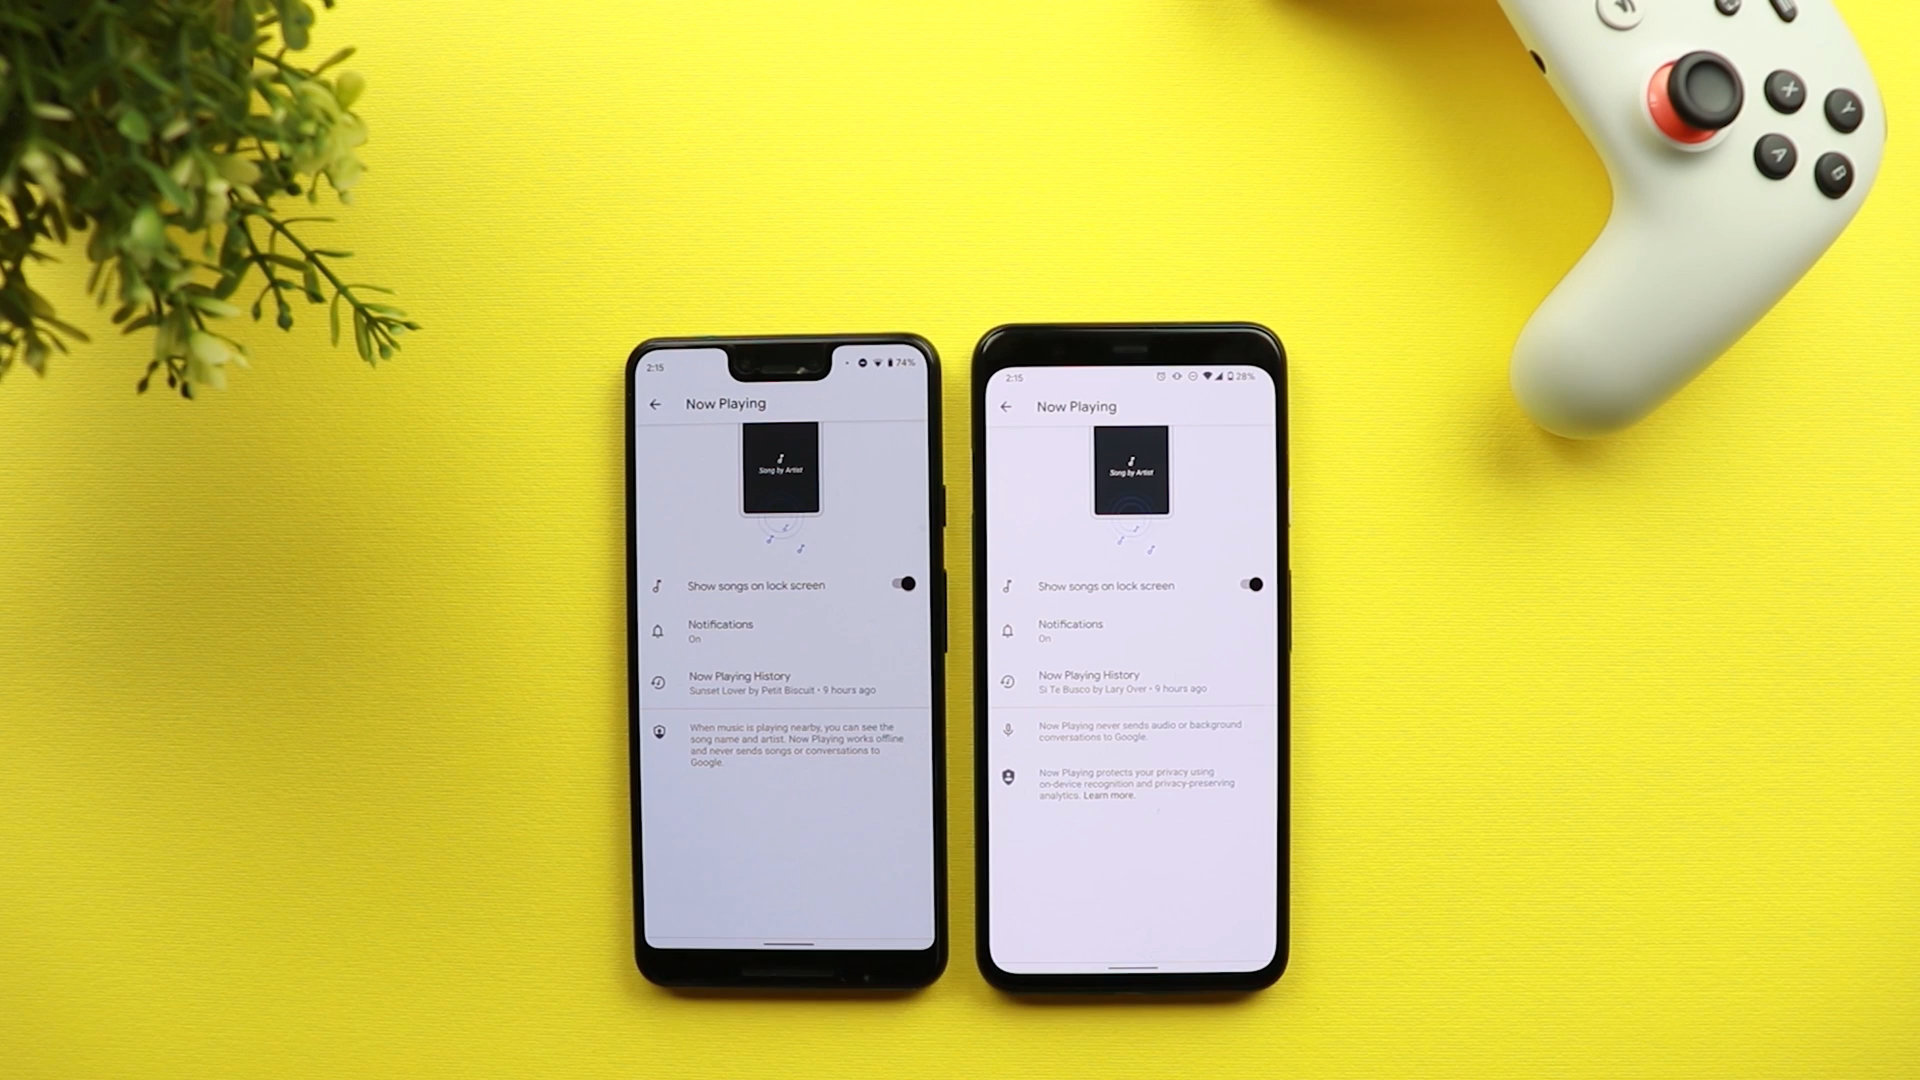 X
Y
A
B
2:15
74%
Now Playing
Song by Artist
Show songs on lock screen
Notifications
On
Now Playing History
Sunset Lover by Petit Biscuit • 9 hours ago
When music is playing nearby, you can see the
song name and artist. Now Playing works offline
and never sends songs or conversations to
Google.
2:15
28%
Now Playing
Song by Artist
Show songs on lock screen
Notifications
On
Now Playing History
Si Te Busco by Lary Over • 9 hours ago
Now Playing never sends audio or background
conversations to Google.
Now Playing protects your privacy using
on-device recognition and privacy-preserving
analytics. Learn more.